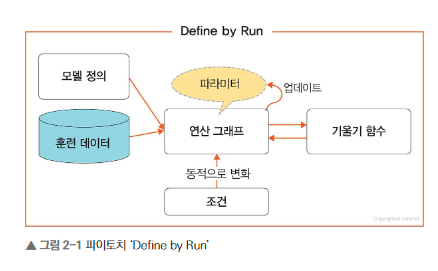 Define by Run
모델 정의
파라미터
업데이트
훈련 데이터
연산 그래프
기울기 함수
동적으로 변화
조건
Copyrighted material
▲ 그림 2-1 파이토치 'Define by Run'